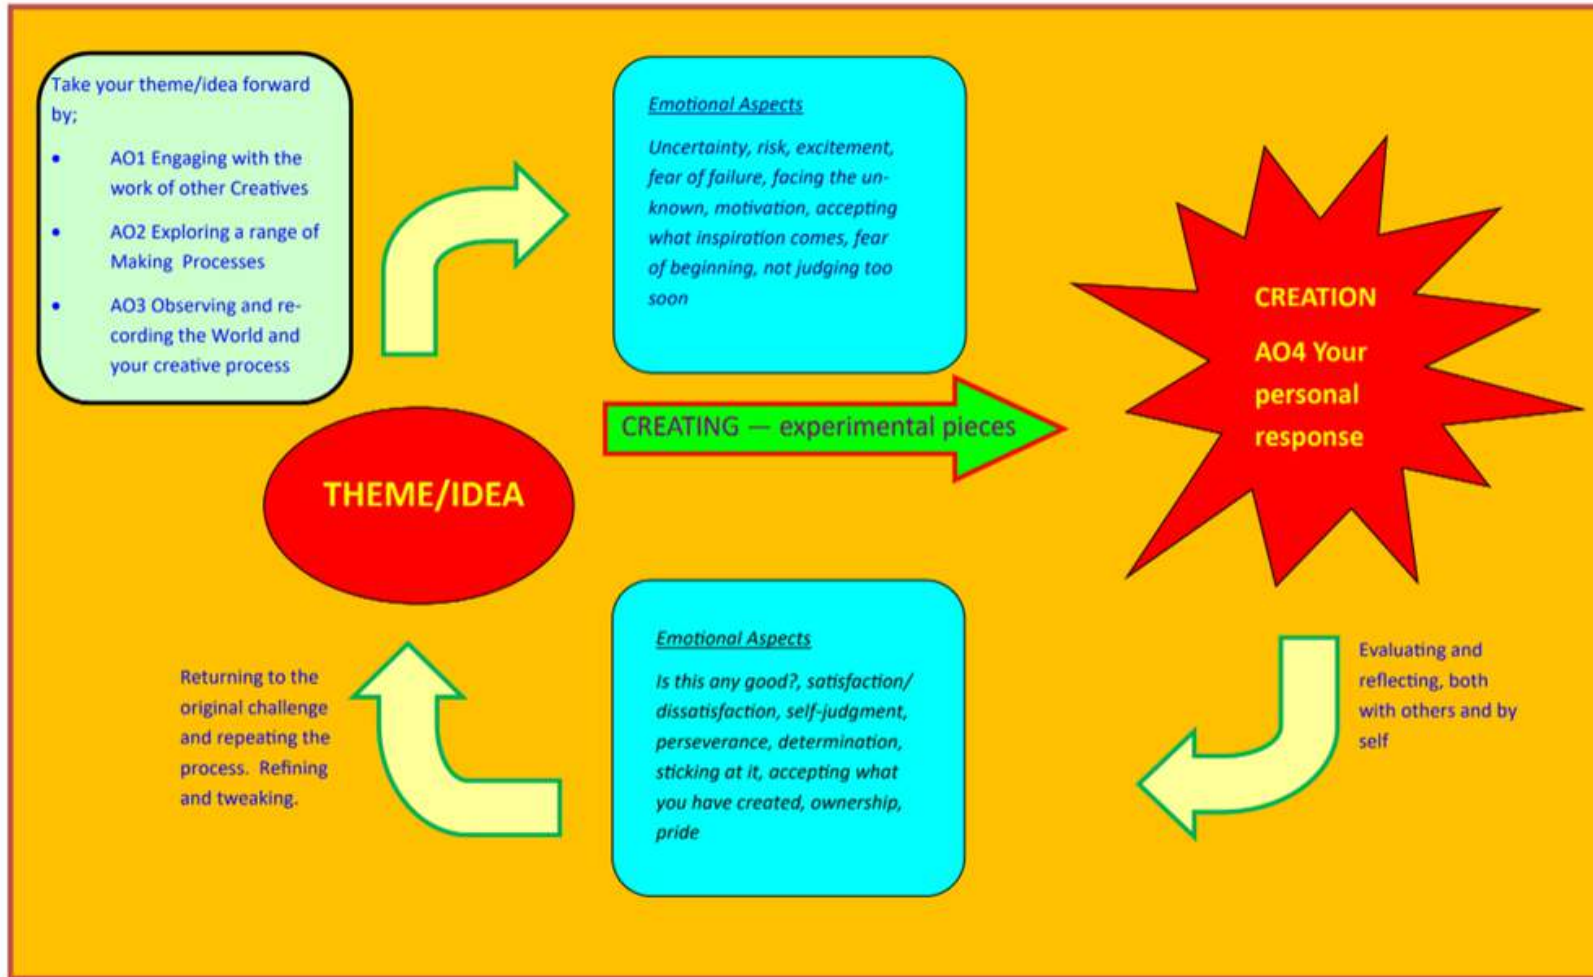 Take your theme/idea forward
by;
• AO1 Engaging with the
work of other Creatives
• AO2 Exploring a range of
Making Processes
• AO3 Observing and re-
cording the World and
your creative process
Emotional Aspects
Uncertainty, risk, excitement,
fear of failure, facing the un-
known, motivation, accepting
what inspiration comes, fear
of beginning, not judging too
soon
CREATION
AO4 Your
personal
response
CREATING — experimental pieces
THEME/IDEA
Emotional Aspects
Is this any good?, satisfaction/
dissatisfaction, self-judgment,
perseverance, determination,
sticking at it, accepting what
you have created, ownership,
pride
Evaluating and
reflecting, both
with others and by
self
Returning to the
original challenge
and repeating the
process. Refining
and tweaking.